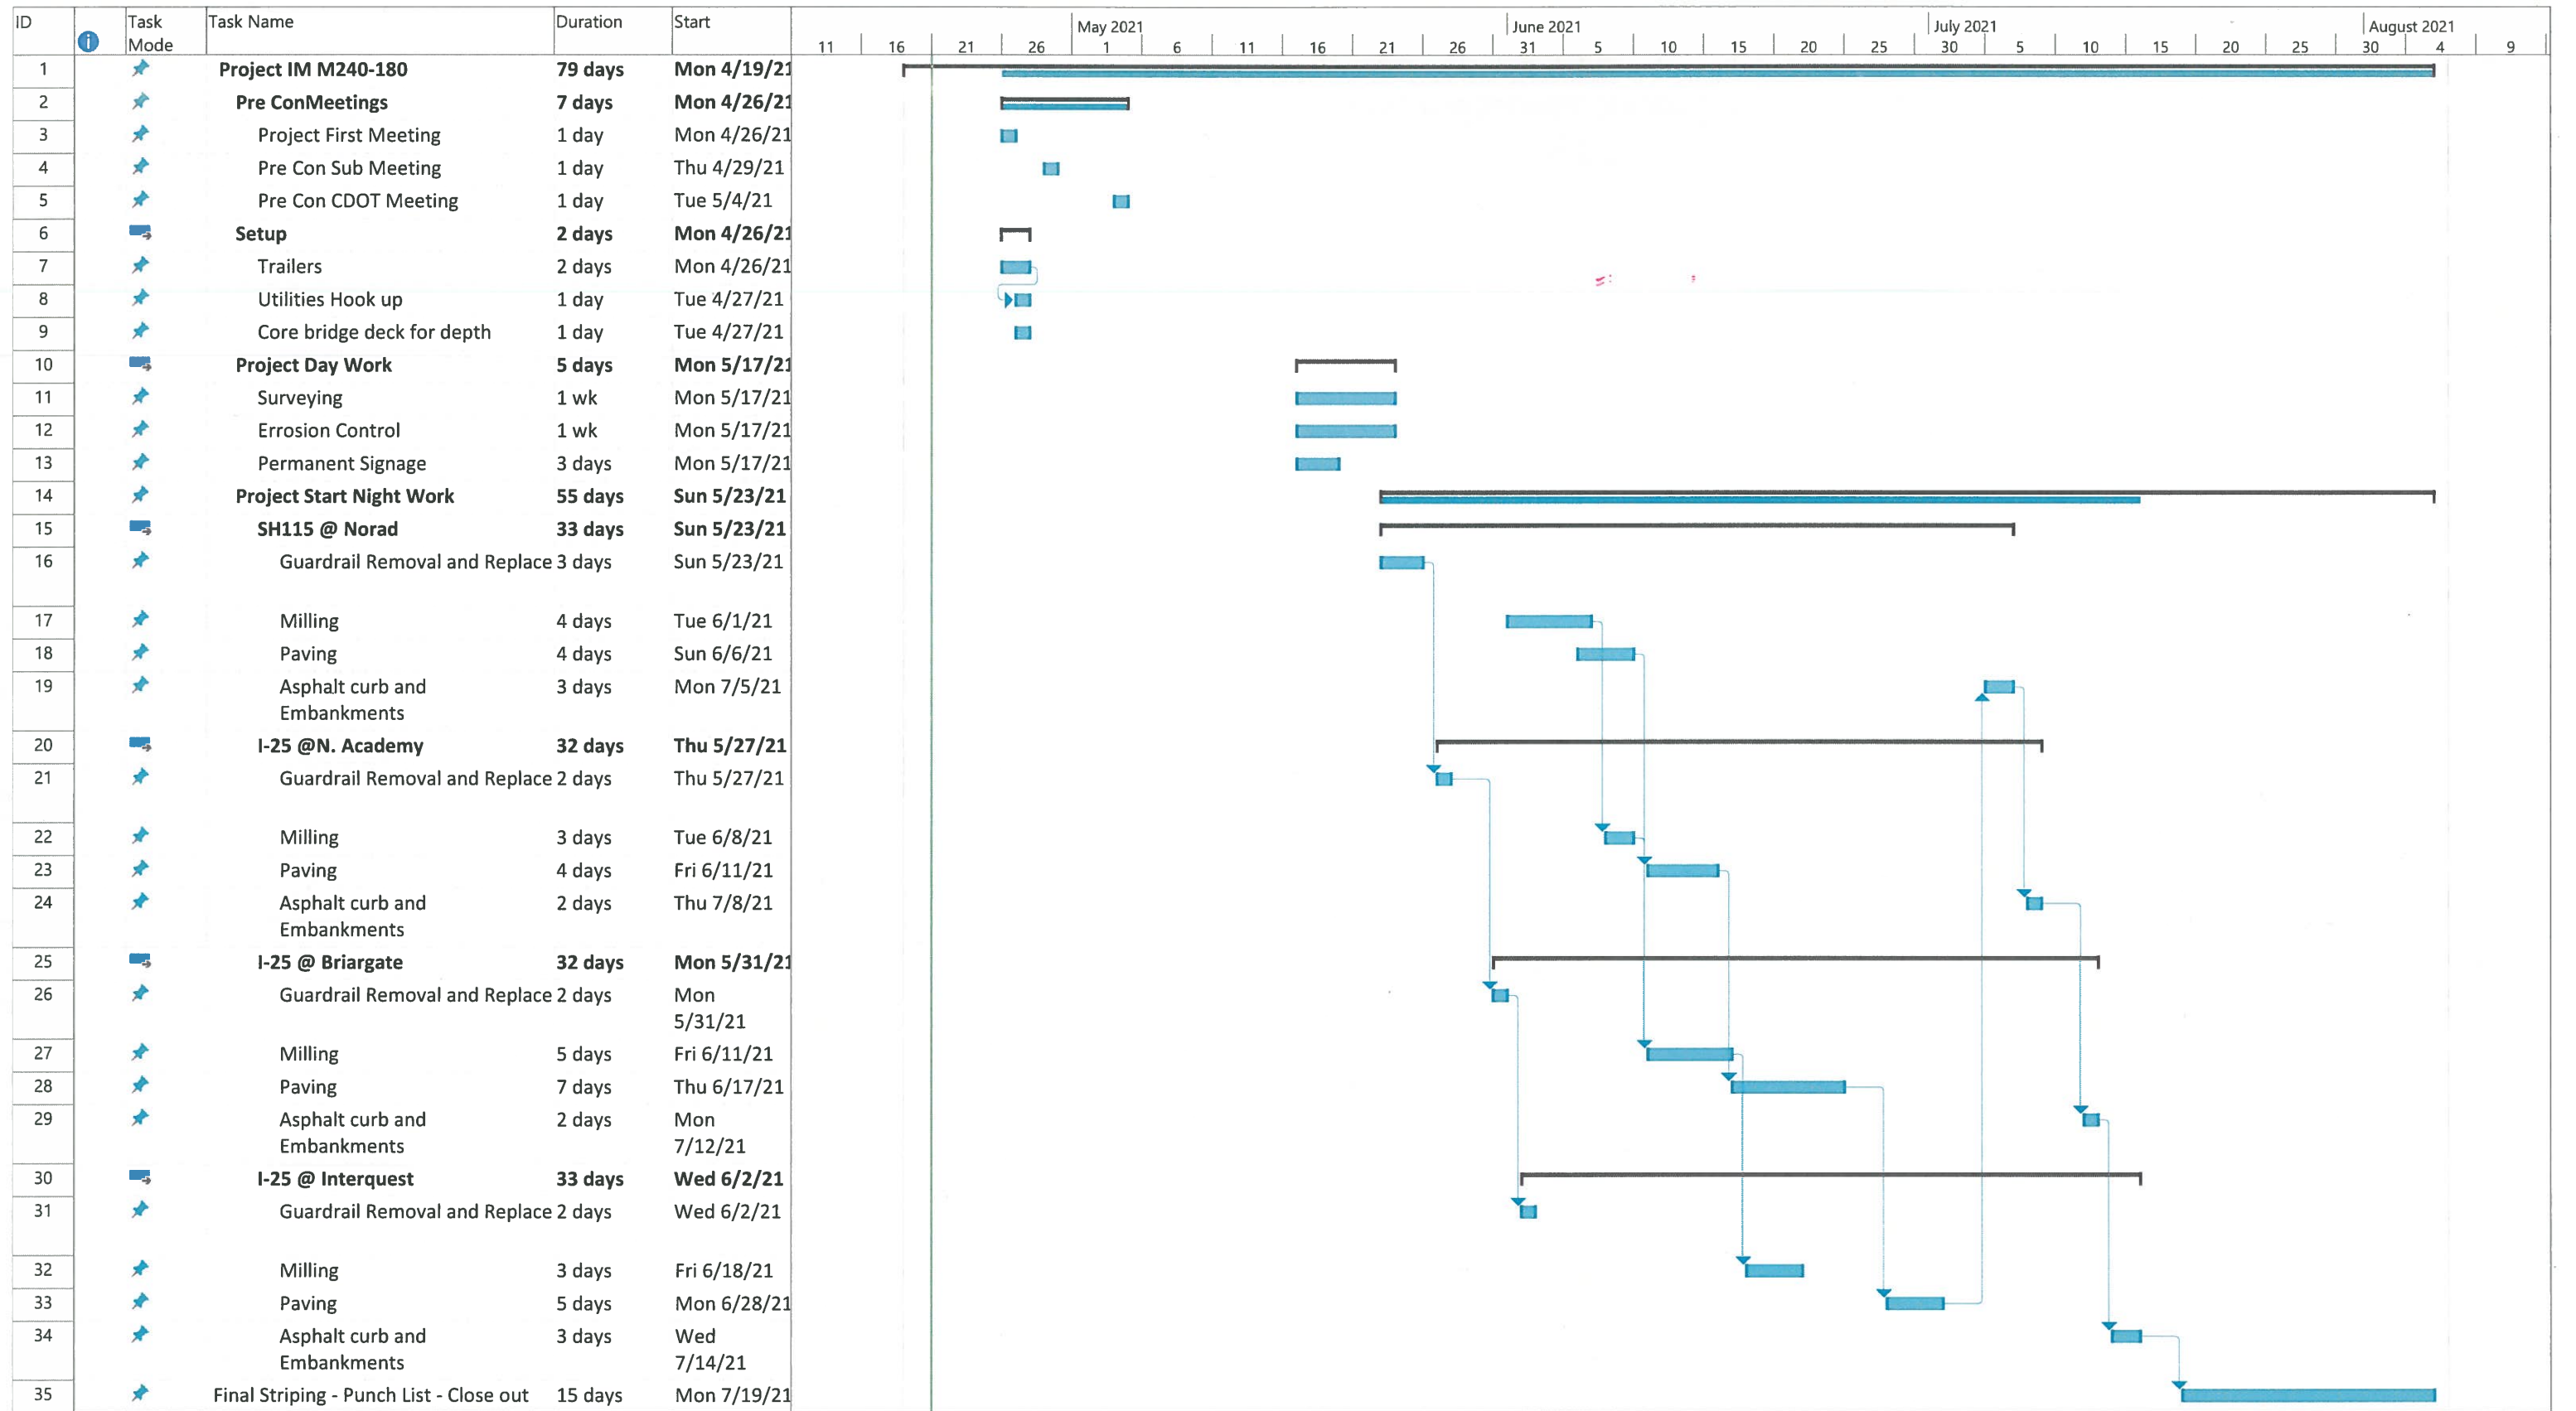 ID Task Mode Task Name Duration Start
May 2021 June 2021 July 2021 August 2021
11 16 21 26 1 6 11 16 21 26 31 5 10 15 20 25 30 5 10 15 20 25 30 4 9
1 Project IM M240-180 79 days Mon 4/19/21
2 Pre ConMeetings 7 days Mon 4/26/21
3 Project First Meeting 1 day Mon 4/26/21
4 Pre Con Sub Meeting 1 day Thu 4/29/21
5 Pre Con CDOT Meeting 1 day Tue 5/4/21
6 Setup 2 days Mon 4/26/21
7 Trailers 2 days Mon 4/26/21
8 Utilities Hook up 1 day Tue 4/27/21
9 Core bridge deck for depth 1 day Tue 4/27/21
10 Project Day Work 5 days Mon 5/17/21
11 Surveying 1 wk Mon 5/17/21
12 Errosion Control 1 wk Mon 5/17/21
13 Permanent Signage 3 days Mon 5/17/21
14 Project Start Night Work 55 days Sun 5/23/21
15 SH115 @ Norad 33 days Sun 5/23/21
16 Guardrail Removal and Replace 3 days Sun 5/23/21
17 Milling 4 days Tue 6/1/21
18 Paving 4 days Sun 6/6/21
19 Asphalt curb and 3 days Mon 7/5/21
Embankments
20 I-25 @N. Academy 32 days Thu 5/27/21
21 Guardrail Removal and Replace 2 days Thu 5/27/21
22 Milling 3 days Tue 6/8/21
23 Paving 4 days Fri 6/11/21
24 Asphalt curb and 2 days Thu 7/8/21
Embankments
25 I-25 @ Briargate 32 days Mon 5/31/21
26 Guardrail Removal and Replace 2 days Mon
5/31/21
27 Milling 5 days Fri 6/11/21
28 Paving 7 days Thu 6/17/21
29 Asphalt curb and 2 days Mon
Embankments 7/12/21
30 I-25 @ Interquest 33 days Wed 6/2/21
31 Guardrail Removal and Replace 2 days Wed 6/2/21
32 Milling 3 days Fri 6/18/21
33 Paving 5 days Mon 6/28/21
34 Asphalt curb and 3 days Wed
Embankments 7/14/21
35 Final Striping - Punch List - Close out 15 days Mon 7/19/21